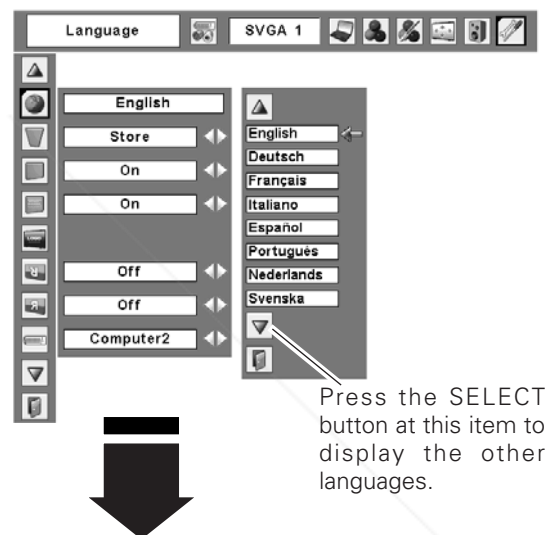 Language
SVGA 1
English
Store
On
On
Off
Off
Computer2
English
Deutsch
Français
Italiano
Español
Português
Nederlands
Svenska
Press the SELECT
button at this item to
display the other
languages.